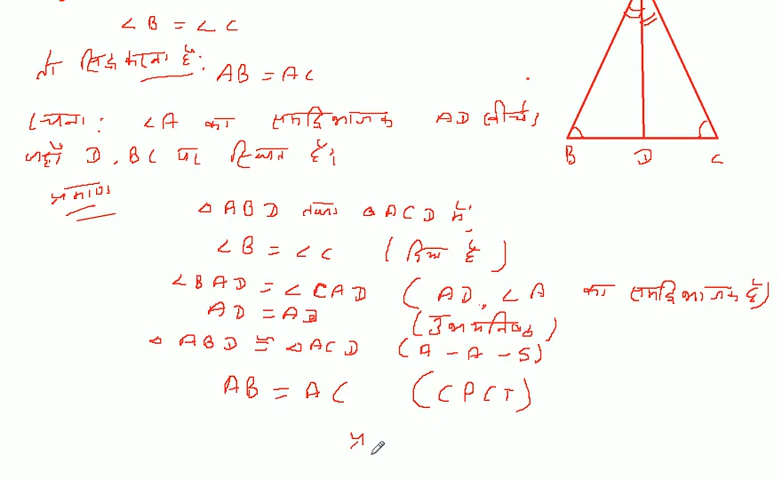 ∠B = ∠C
तो सिद्ध करना है:
AB = AC
रचना: ∠A का समद्विभाजक AD खींचे।
जहाँ D, BC पर स्थित है।
प्रमाण
△ABD तथा △ACD में,
∠B = ∠C (दिया है)
∠BAD = ∠CAD (AD, ∠A का समद्विभाजक है)
AD = AD (उभयनिष्ठ)
△ABD ≅ △ACD (A-A-S)
AB = AC (CPCT)
प्र
B D C